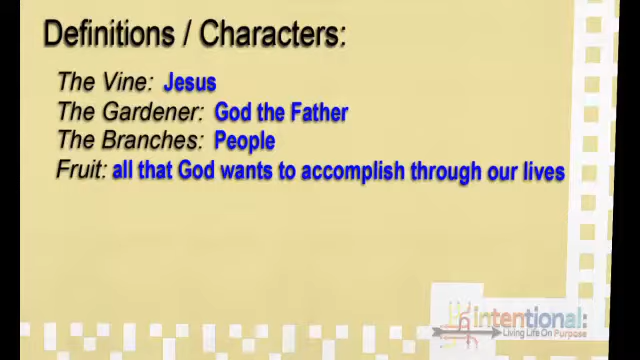 Definitions / Characters:
The Vine: Jesus
The Gardener: God the Father
The Branches: People
Fruit: all that God wants to accomplish through our lives
intentional:
Living Life On Purpose